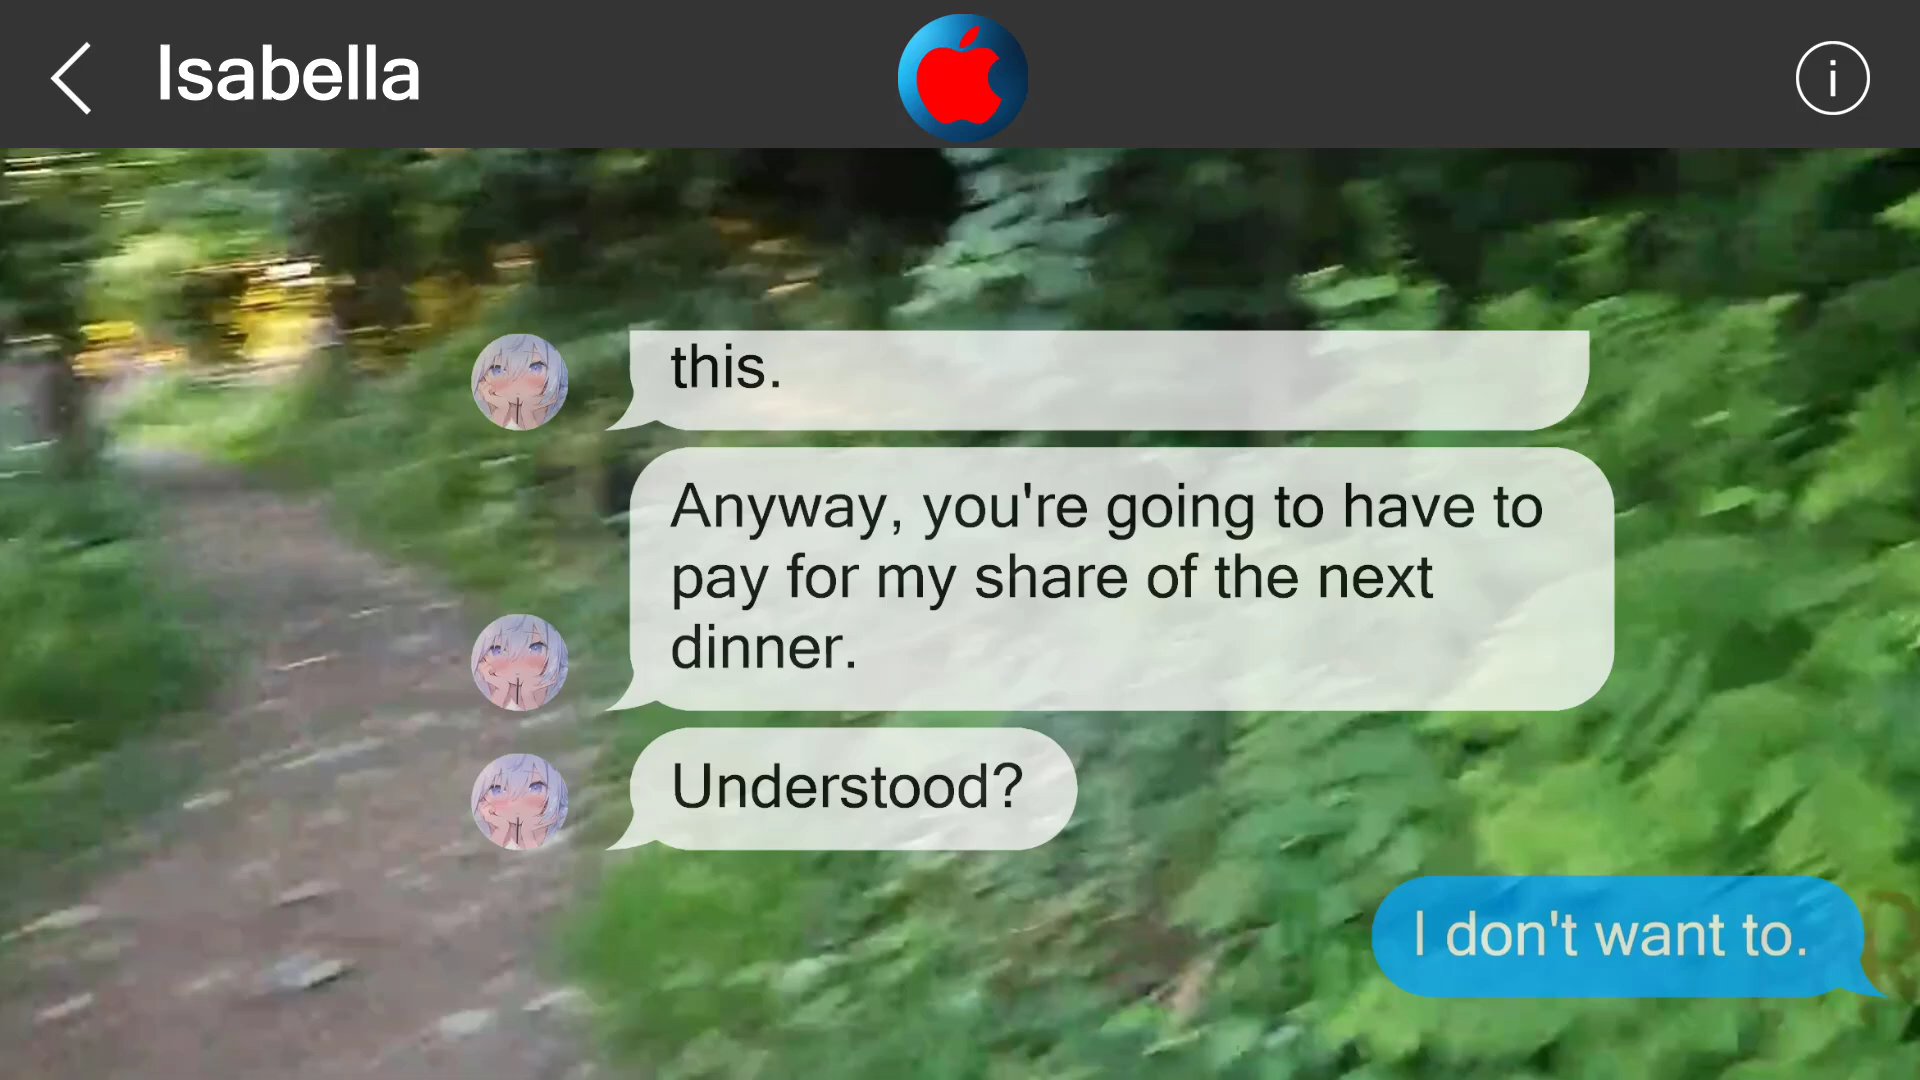 Isabella
this.
Anyway, you're going to have to
pay for my share of the next
dinner.
Understood?
I don't want to.